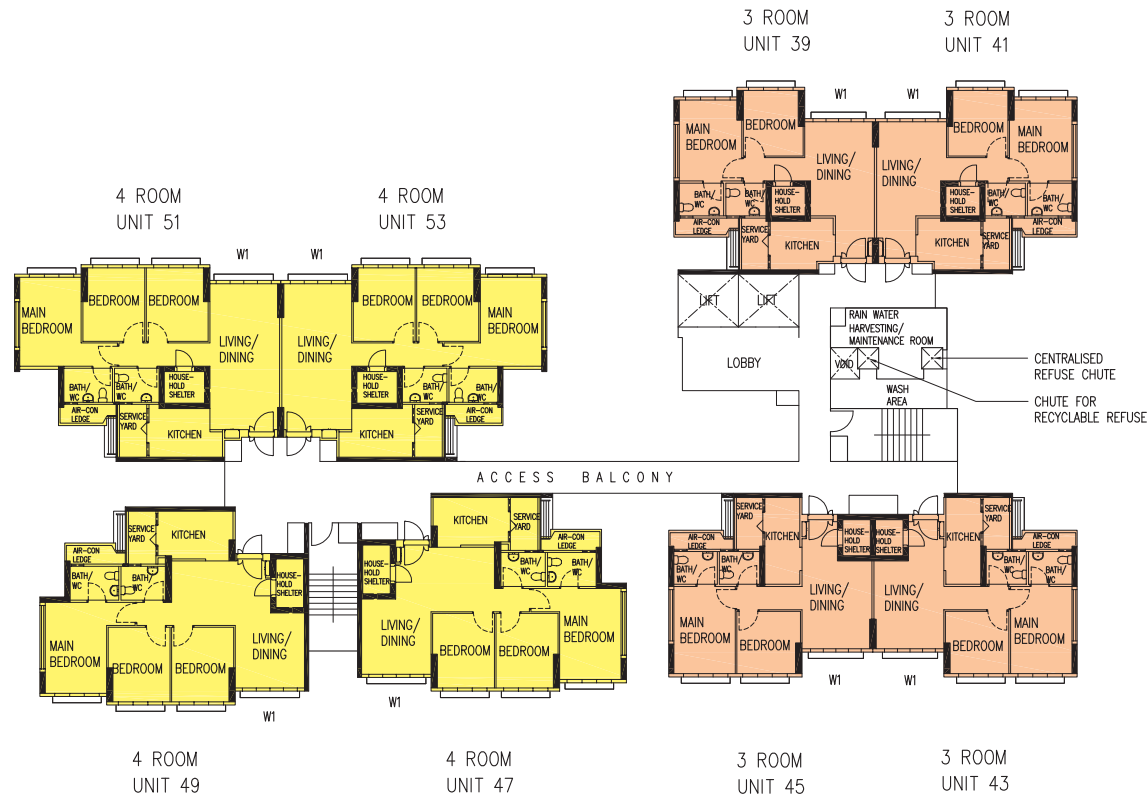 3 ROOM
UNIT 39
3 ROOM
UNIT 41
W1
W1
MAIN
BEDROOM
BEDROOM
LIVING/
DINING
LIVING/
DINING
BEDROOM
MAIN
BEDROOM
BATH/
WC
BATH/
WC
HOUSE-
HOLD
SHELTER
HOUSE-
HOLD
SHELTER
BATH/
WC
BATH/
WC
AIR-CON
LEDGE
SERVICE
YARD
KITCHEN
KITCHEN
SERVICE
YARD
AIR-CON
LEDGE
4 ROOM
UNIT 51
4 ROOM
UNIT 53
W1
W1
MAIN
BEDROOM
BEDROOM
BEDROOM
LIVING/
DINING
LIVING/
DINING
BEDROOM
BEDROOM
MAIN
BEDROOM
BATH/
WC
BATH/
WC
HOUSE-
HOLD
SHELTER
HOUSE-
HOLD
SHELTER
BATH/
WC
BATH/
WC
AIR-CON
LEDGE
SERVICE
YARD
KITCHEN
KITCHEN
SERVICE
YARD
AIR-CON
LEDGE
LIFT
LIFT
LOBBY
RAIN WATER
HARVESTING/
MAINTENANCE ROOM
VOID
WASH
AREA
CENTRALISED
REFUSE CHUTE
CHUTE FOR
RECYCLABLE REFUSE
ACCESS BALCONY
SERVICE
YARD
KITCHEN
AIR-CON
LEDGE
BATH/
WC
BATH/
WC
HOUSE-
HOLD
SHELTER
MAIN
BEDROOM
BEDROOM
BEDROOM
LIVING/
DINING
W1
KITCHEN
SERVICE
YARD
AIR-CON
LEDGE
HOUSE-
HOLD
SHELTER
BATH/
WC
BATH/
WC
LIVING/
DINING
BEDROOM
BEDROOM
MAIN
BEDROOM
W1
SERVICE
YARD
KITCHEN
AIR-CON
LEDGE
BATH/
WC
BATH/
WC
HOUSE-
HOLD
SHELTER
HOUSE-
HOLD
SHELTER
KITCHEN
SERVICE
YARD
AIR-CON
LEDGE
BATH/
WC
BATH/
WC
MAIN
BEDROOM
BEDROOM
LIVING/
DINING
LIVING/
DINING
BEDROOM
MAIN
BEDROOM
W1
W1
4 ROOM
UNIT 49
4 ROOM
UNIT 47
3 ROOM
UNIT 45
3 ROOM
UNIT 43